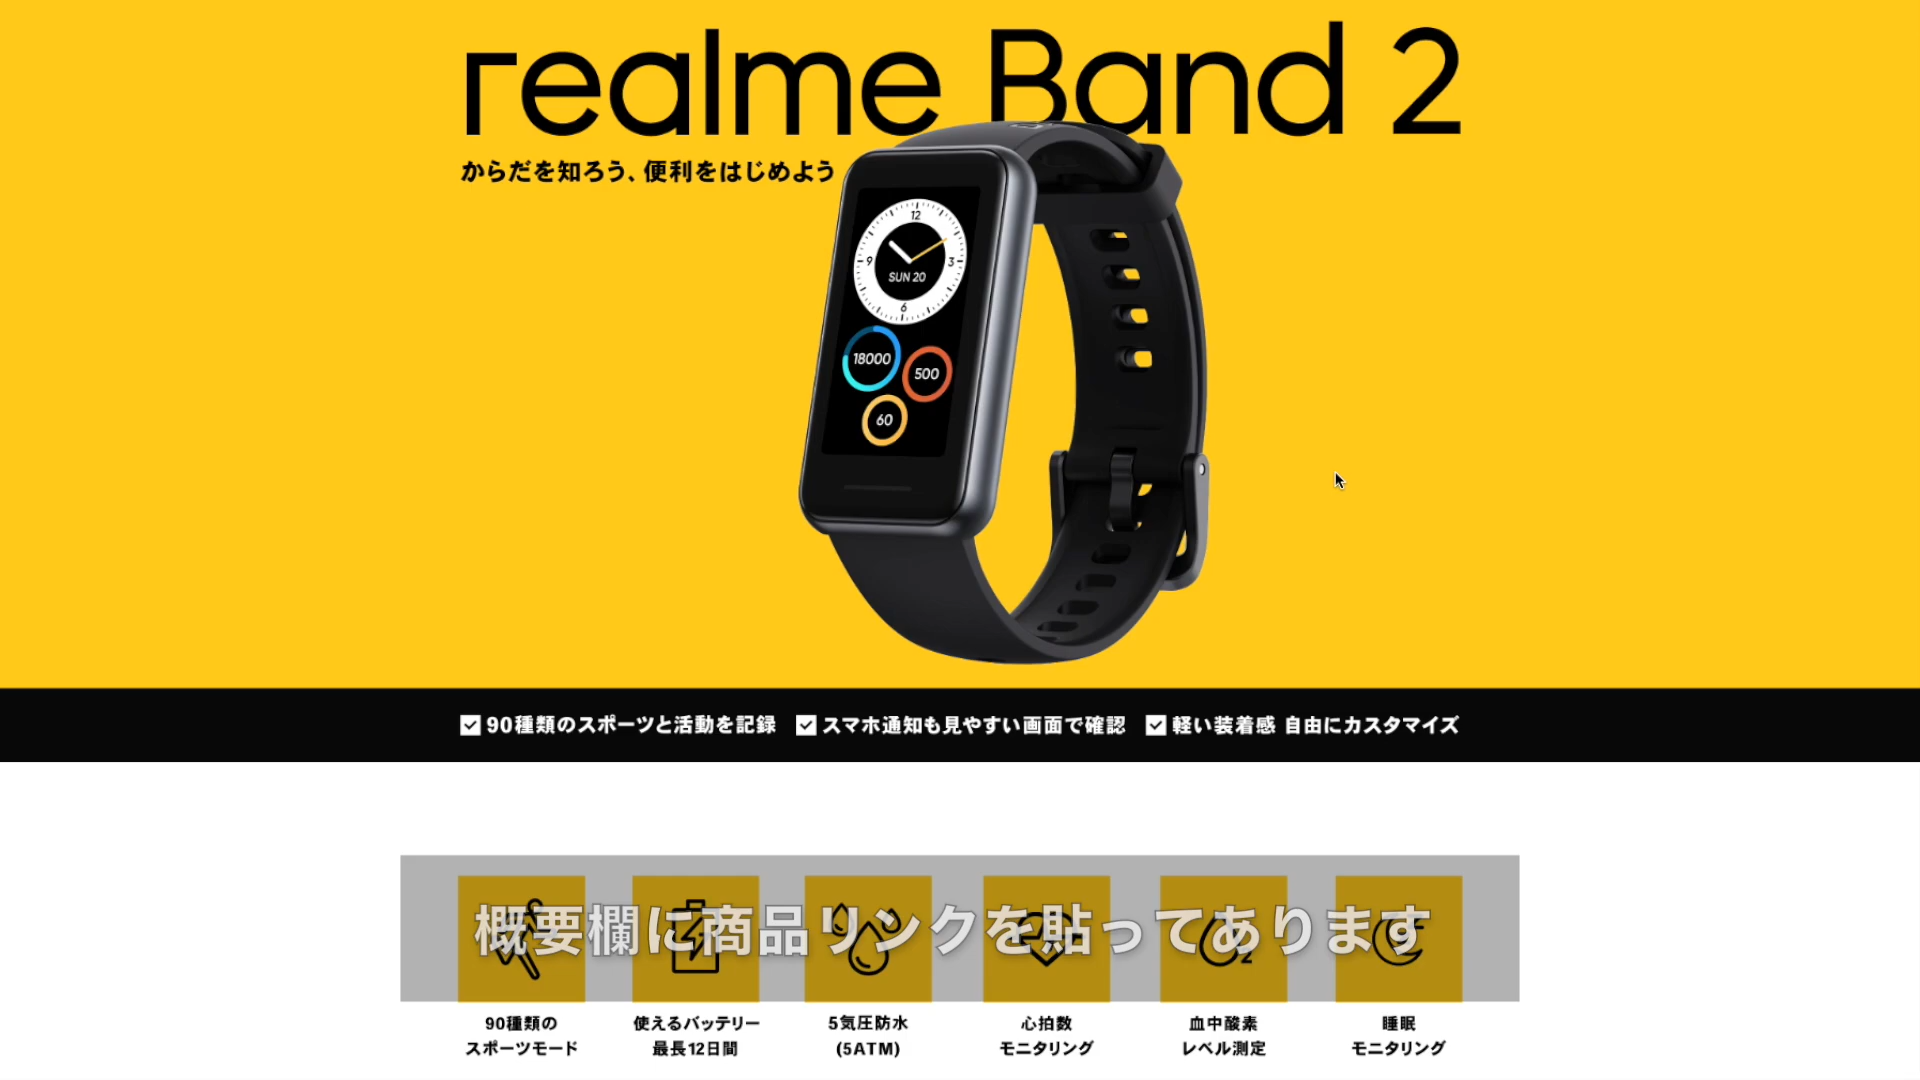 realme Band 2
からだを知ろう、便利をはじめよう
12
9
3
SUN 20
6
18000
500
60
90種類のスポーツと活動を記録 スマホ通知も見やすい画面で確認 軽い装着感 自由にカスタマイズ
概要欄に商品リンクを貼ってあります
2
90種類の
スポーツモード
使えるバッテリー
最長12日間
5気圧防水
(5ATM)
心拍数
モニタリング
血中酸素
レベル測定
睡眠
モニタリング